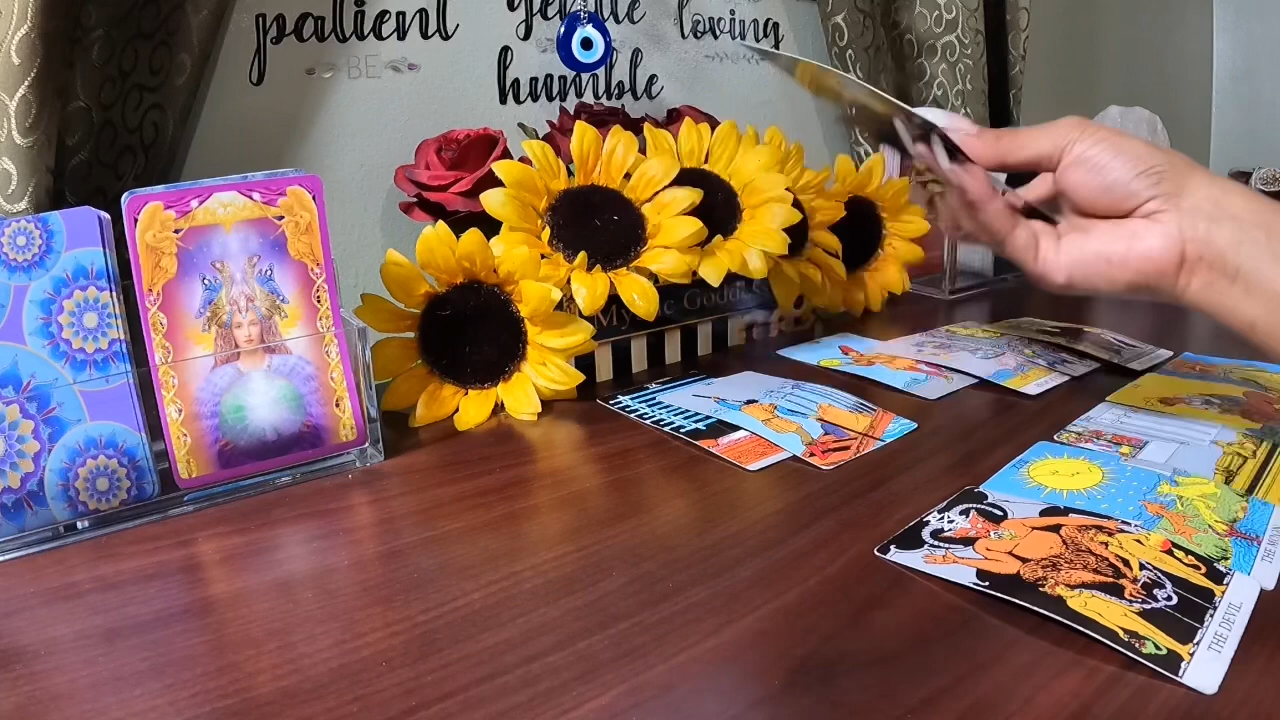 patient
gentle
loving
BE
humble
THE MOON
THE DEVIL